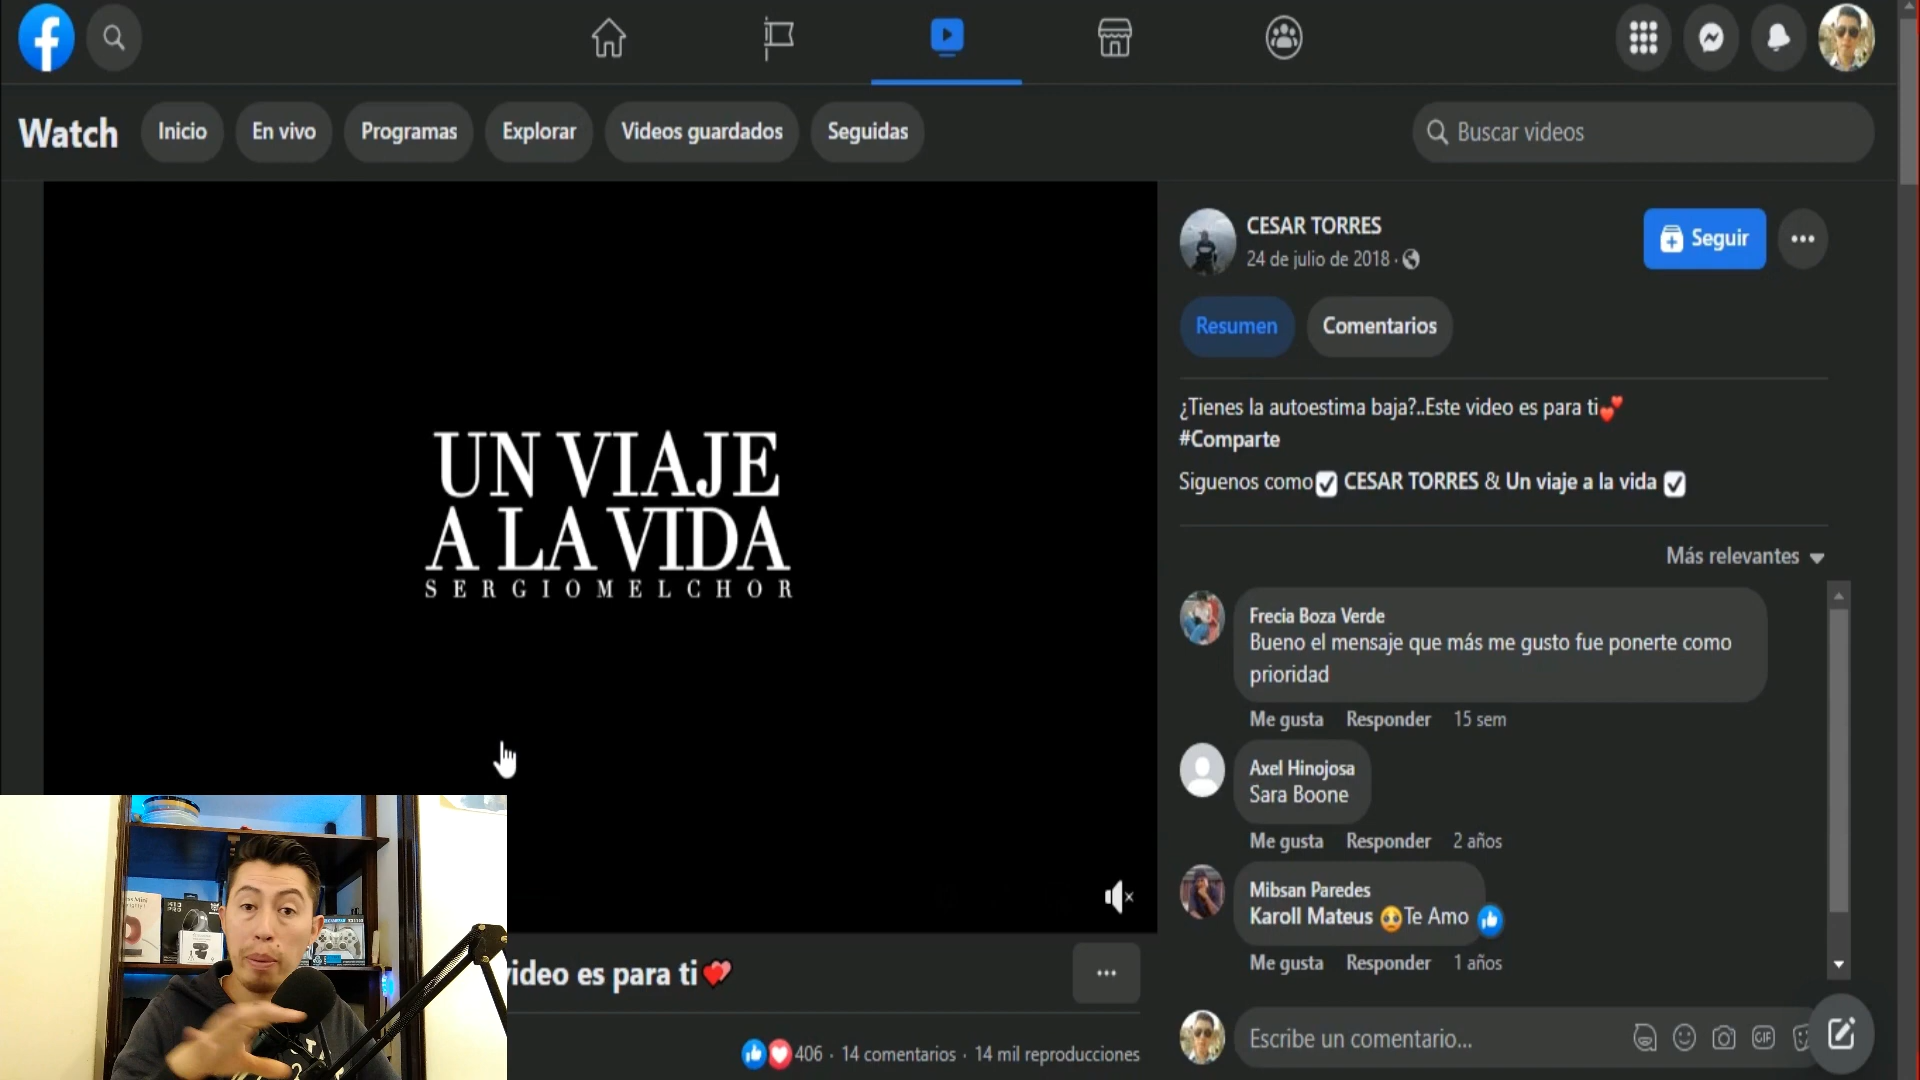 Watch
Inicio
En vivo
Programas
Explorar
Videos guardados
Seguidas
Buscar videos
UN VIAJE
A LA VIDA
SERGIOMELCHOR
CESAR TORRES
24 de julio de 2018 ·
Seguir
Resumen
Comentarios
¿Tienes la autoestima baja?..Este video es para ti💕
#Comparte
Siguenos como☑ CESAR TORRES & Un viaje a la vida ☑
Más relevantes
Frecia Boza Verde
Bueno el mensaje que más me gusto fue ponerte como
prioridad
Me gusta Responder 15 sem
Axel Hinojosa
Sara Boone
Me gusta Responder 2 años
Mibsan Paredes
Karoll Mateus 🥺Te Amo
Me gusta Responder 1 años
Escribe un comentario...
GIF
video es para ti💕
406 · 14 comentarios · 14 mil reproducciones